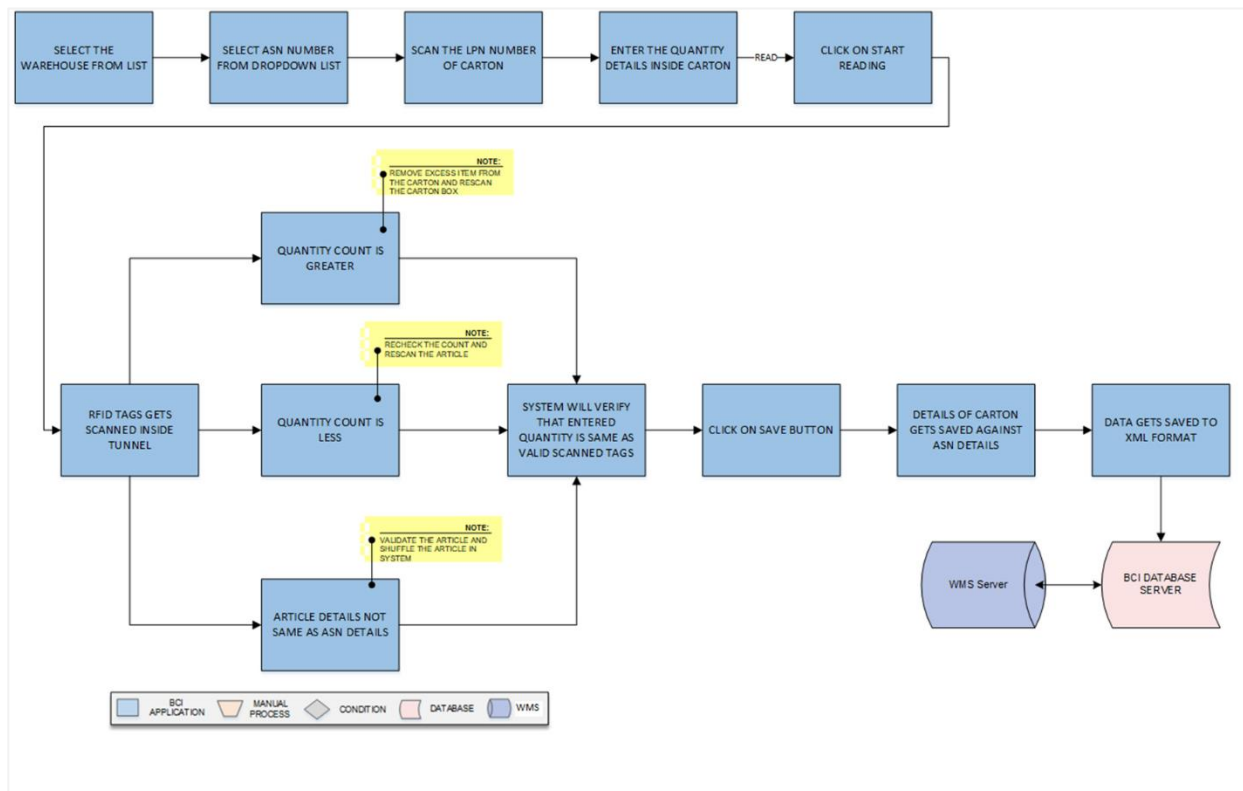 SELECT THE
WAREHOUSE FROM LIST
SELECT ASN NUMBER
FROM DROPDOWN LIST
SCAN THE LPN NUMBER
OF CARTON
ENTER THE QUANTITY
DETAILS INSIDE CARTON
READ
CLICK ON START
READING
NOTE:
REMOVE EXCESS ITEM FROM
THE CARTON AND RESCAN
THE CARTON BOX
QUANTITY COUNT IS
GREATER
NOTE:
RECHECK THE COUNT AND
RESCAN THE ARTICLE
RFID TAGS GETS
SCANNED INSIDE
TUNNEL
QUANTITY COUNT IS
LESS
SYSTEM WILL VERIFY
THAT ENTERED
QUANTITY IS SAME AS
VALID SCANNED TAGS
CLICK ON SAVE BUTTON
DETAILS OF CARTON
GETS SAVED AGAINST
ASN DETAILS
DATA GETS SAVED TO
XML FORMAT
NOTE:
VALIDATE THE ARTICLE AND
SHUFFLE THE ARTICLE IN
SYSTEM
ARTICLE DETAILS NOT
SAME AS ASN DETAILS
WMS Server
BCI DATABASE
SERVER
BCI
APPLICATION
MANUAL
PROCESS
CONDITION
DATABASE
WMS